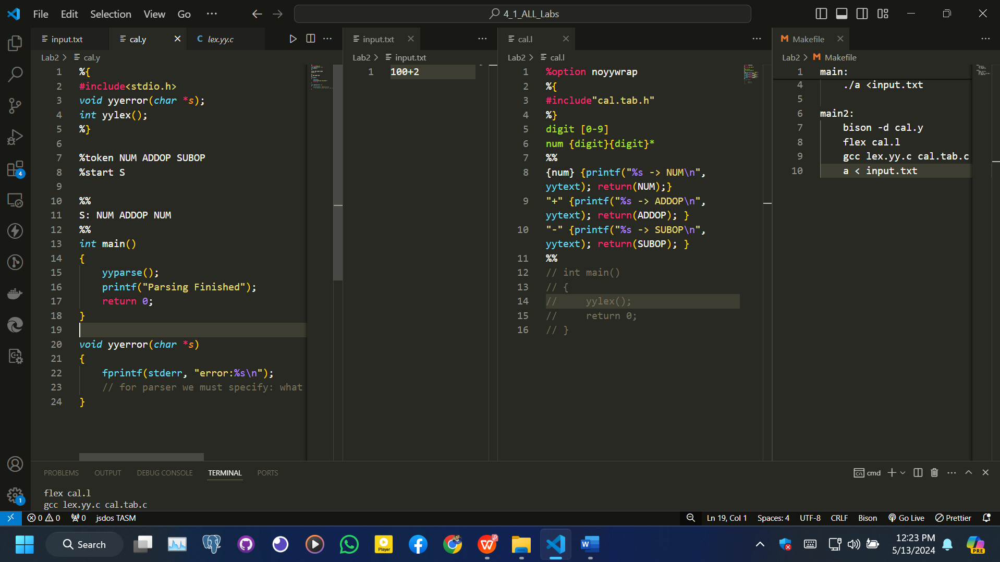 File Edit Selection View Go ···
4_1_ALL_Labs
input.txt cal.y lex.yy.c
Lab2 > cal.y
1 %{
2 #include<stdio.h>
3 void yyerror(char *s);
4 int yylex();
5 %}
6
7 %token NUM ADDOP SUBOP
8 %start S
9
10 %%
11 S: NUM ADDOP NUM
12 %%
13 int main()
14 {
15 yyparse();
16 printf("Parsing Finished");
17 return 0;
18 }
19
20 void yyerror(char *s)
21 {
22 fprintf(stderr, "error:%s\n");
23 // for parser we must specify: what
24 }
input.txt
Lab2 > input.txt
1 100+2
cal.l
Lab2 > cal.l
1 %option noyywrap
2 %{
3 #include"cal.tab.h"
4 %}
5 digit [0-9]
6 num {digit}{digit}*
7 %%
8 {num} {printf("%s -> NUM\n",
yytext); return(NUM);}
9 "+" {printf("%s -> ADDOP\n",
yytext); return(ADDOP); }
10 "-" {printf("%s -> SUBOP\n",
yytext); return(SUBOP); }
11 %%
12 // int main()
13 // {
14 // yylex();
15 // return 0;
16 // }
Makefile
Lab2 > Makefile
1 main:
4 ./a <input.txt
5
6 main2:
7 bison -d cal.y
8 flex cal.l
9 gcc lex.yy.c cal.tab.c
10 a < input.txt
4
1
PROBLEMS OUTPUT DEBUG CONSOLE TERMINAL PORTS
cmd
flex cal.l
gcc lex.yy.c cal.tab.c
0 0 0 jsdos TASM
Ln 19, Col 1 Spaces: 4 UTF-8 CRLF Bison Go Live Prettier
Search
Player
W
W
12:23 PM
5/13/2024
PRE